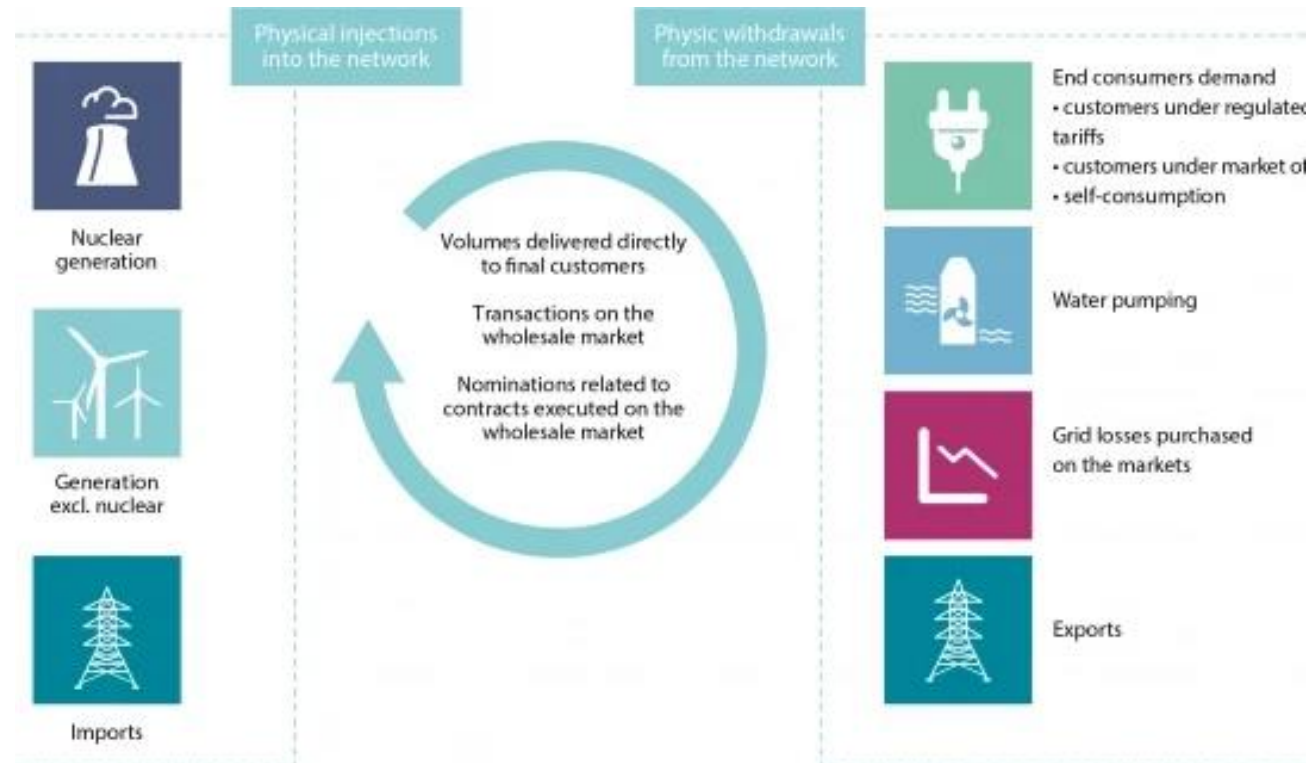 Physical injections
into the network
Physic withdrawals
from the network
Nuclear
generation
Generation
excl. nuclear
Imports
Volumes delivered directly
to final customers
Transactions on the
wholesale market
Nominations related to
contracts executed on the
wholesale market
End consumers demand
• customers under regulated
tariffs
• customers under market
• self-consumption
Water pumping
Grid losses purchased
on the markets
Exports